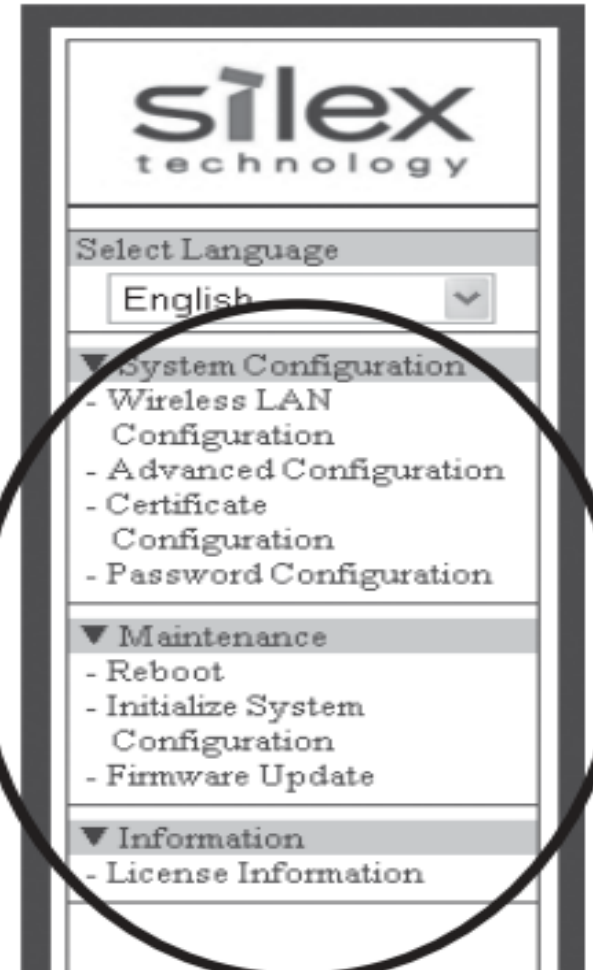 silex
technology
Select Language
English
▼ System Configuration
- Wireless LAN
Configuration
- Advanced Configuration
- Certificate
Configuration
- Password Configuration
▼ Maintenance
- Reboot
- Initialize System
Configuration
- Firmware Update
▼ Information
- License Information